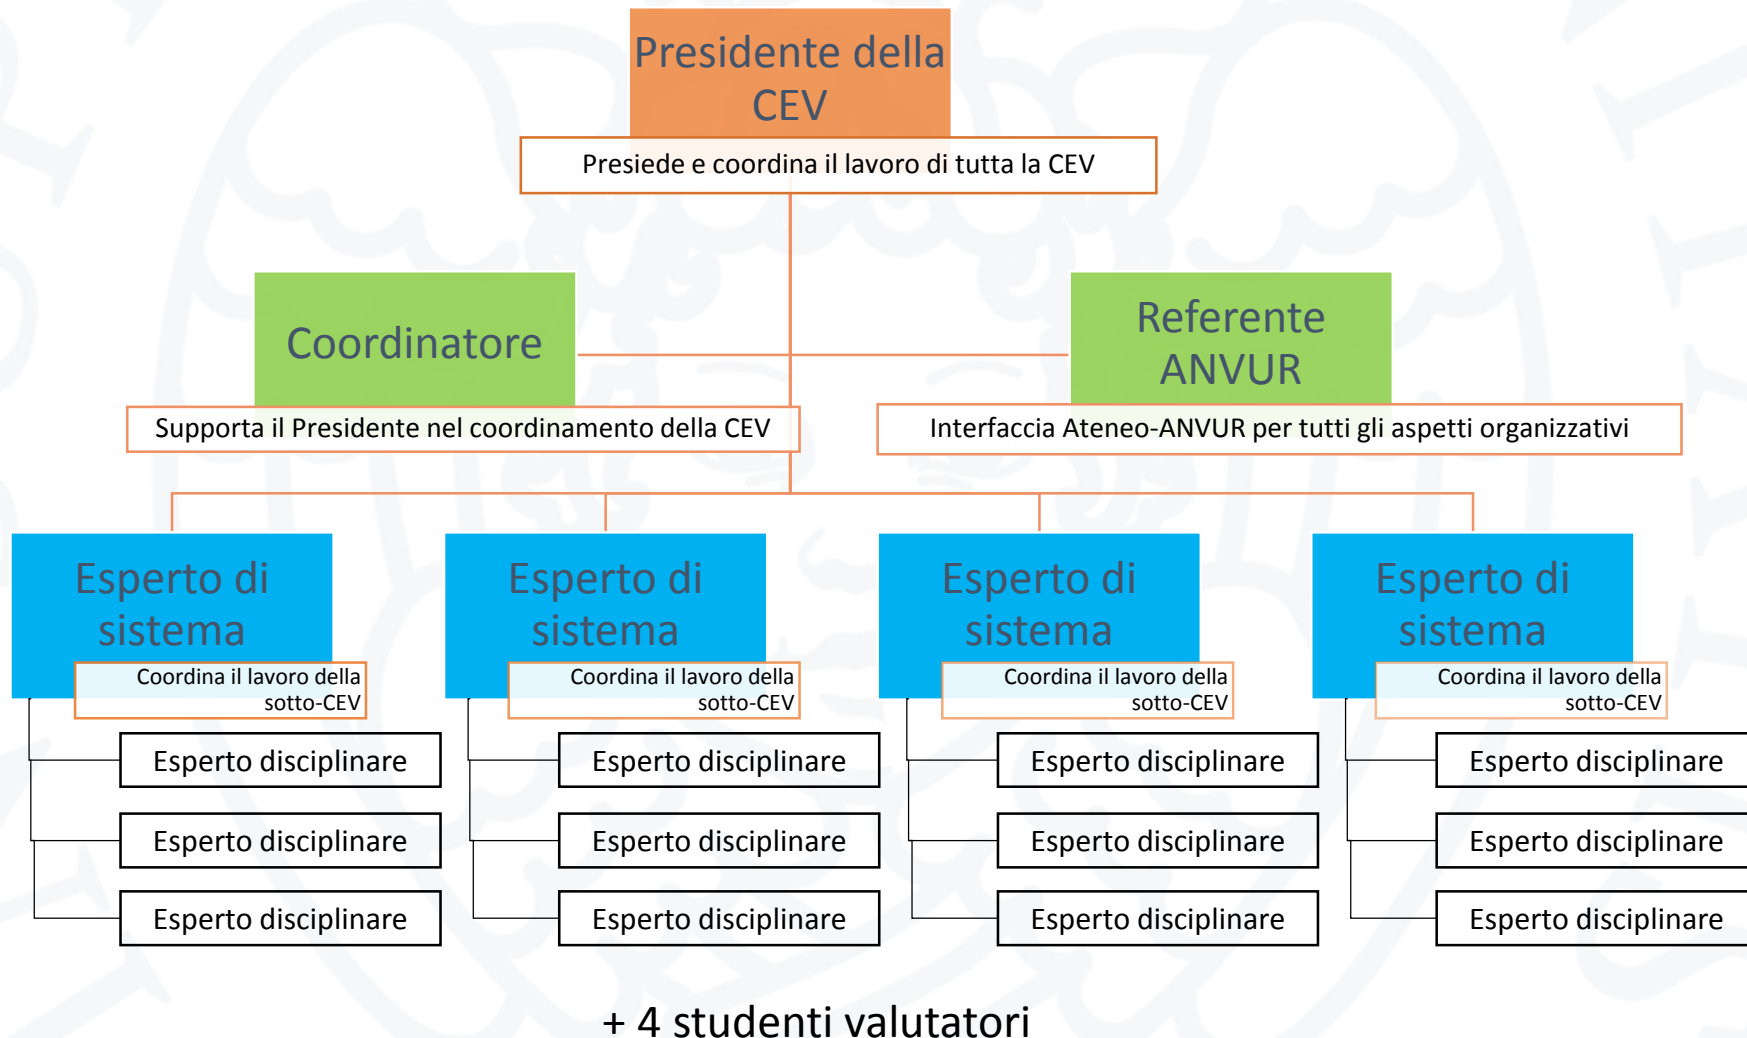 Presidente della
CEV
Presiede e coordina il lavoro di tutta la CEV
Coordinatore
Supporta il Presidente nel coordinamento della CEV
Referente
ANVUR
Interfaccia Ateneo-ANVUR per tutti gli aspetti organizzativi
Esperto di
sistema
Coordina il lavoro della
sotto-CEV
Esperto disciplinare
Esperto disciplinare
Esperto disciplinare
Esperto di
sistema
Coordina il lavoro della
sotto-CEV
Esperto disciplinare
Esperto disciplinare
Esperto disciplinare
Esperto di
sistema
Coordina il lavoro della
sotto-CEV
Esperto disciplinare
Esperto disciplinare
Esperto disciplinare
Esperto di
sistema
Coordina il lavoro della
sotto-CEV
Esperto disciplinare
Esperto disciplinare
Esperto disciplinare
+ 4 studenti valutatori